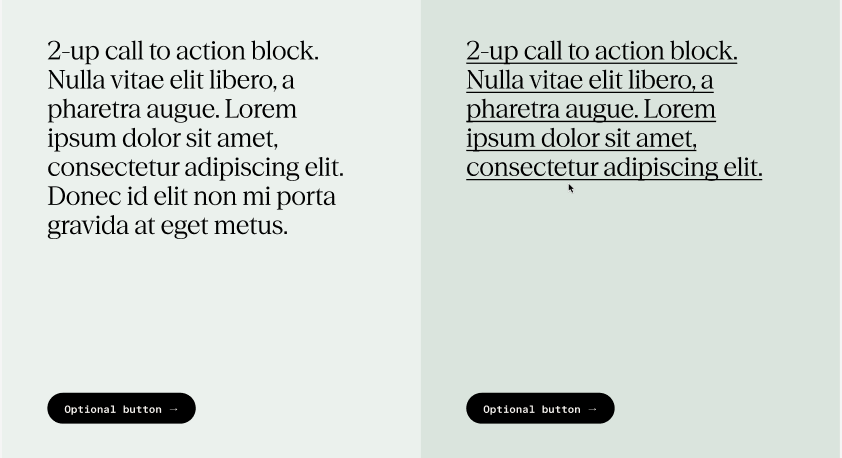 2-up call to action block.
Nulla vitae elit libero, a
pharetra augue. Lorem
ipsum dolor sit amet,
consectetur adipiscing elit.
Donec id elit non mi porta
gravida at eget metus.
Optional button →
2-up call to action block.
Nulla vitae elit libero, a
pharetra augue. Lorem
ipsum dolor sit amet,
consectetur adipiscing elit.
Optional button →